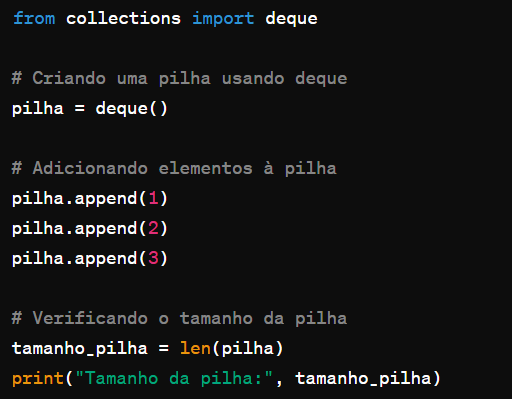 from collections import deque
# Criando uma pilha usando deque
pilha = deque()
# Adicionando elementos à pilha
pilha.append(1)
pilha.append(2)
pilha.append(3)
# Verificando o tamanho da pilha
tamanho_pilha = len(pilha)
print("Tamanho da pilha:", tamanho_pilha)